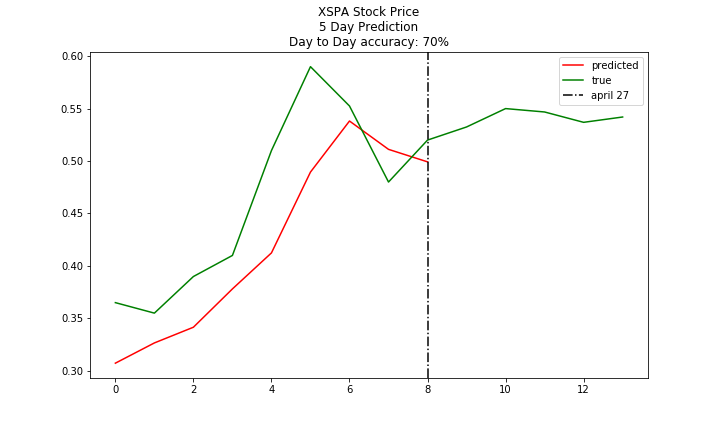 XSPA Stock Price
5 Day Prediction
Day to Day accuracy: 70%
predicted
true
april 27
0.60
0.55
0.50
0.45
0.40
0.35
0.30
0 2 4 6 8 10 12